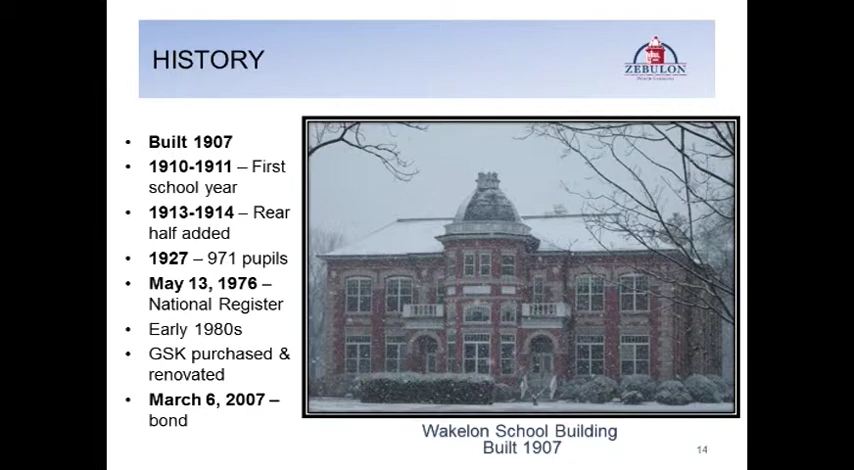 HISTORY
ZEBULON
NORTH CAROLINA
• Built 1907
• 1910-1911 – First
school year
• 1913-1914 – Rear
half added
• 1927 – 971 pupils
• May 13, 1976 –
National Register
• Early 1980s
• GSK purchased &
renovated
• March 6, 2007 –
bond
Wakelon School Building
Built 1907
14